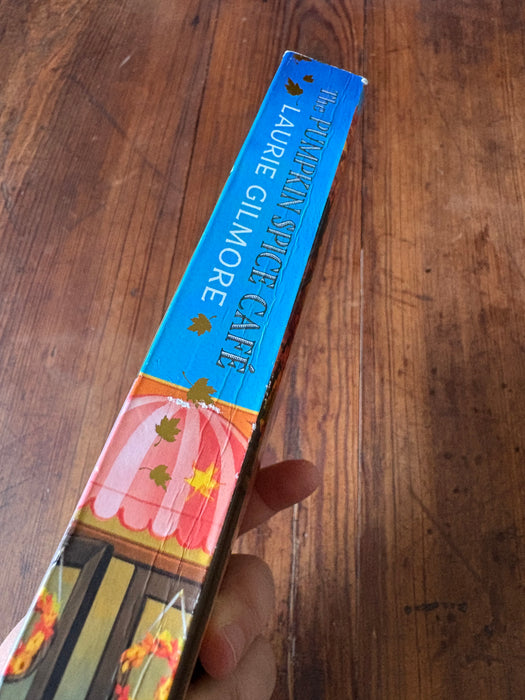 The PUMPKIN SPICE CAFÉ
LAURIE GILMORE